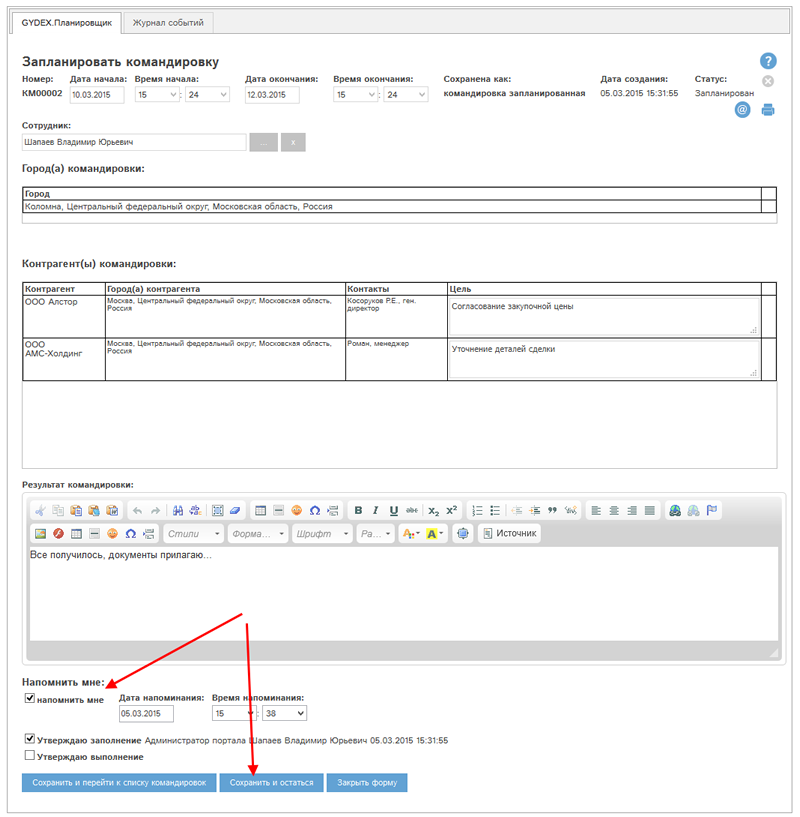 GYDEX.Планировщик Журнал событий
Запланировать командировку
?
Номер: Дата начала: Время начала: Дата окончания: Время окончания: Сохранена как: Дата создания: Статус:
КМ00002 10.03.2015 15 : 24 12.03.2015 15 : 24 командировка запланированная 05.03.2015 15:31:55 Запланирован
@
Сотрудник:
Шапаев Владимир Юрьевич ... x
Город(а) командировки:
Город
Коломна, Центральный федеральный округ, Московская область, Россия
Контрагент(ы) командировки:
Контрагент Город(а) контрагента Контакты Цель
ООО Алстор Москва, Центральный федеральный округ, Московская область, Косоруков Р.Е., ген. Согласование закупочной цены
Россия директор
ООО Москва, Центральный федеральный округ, Московская область, Роман, менеджер Уточнение деталей сделки
АМС-Холдинг Россия
Результат командировки:
B I U abc x₂ x²
Стили Форма... Шрифт Ра... A A Источник
Все получилось, документы прилагаю...
Напомнить мне:
напомнить мне Дата напоминания: Время напоминания:
05.03.2015 15 : 38
Утверждаю заполнение Администратор портала Шапаев Владимир Юрьевич 05.03.2015 15:31:55
Утверждаю выполнение
Сохранить и перейти к списку командировок Сохранить и остаться Закрыть форму